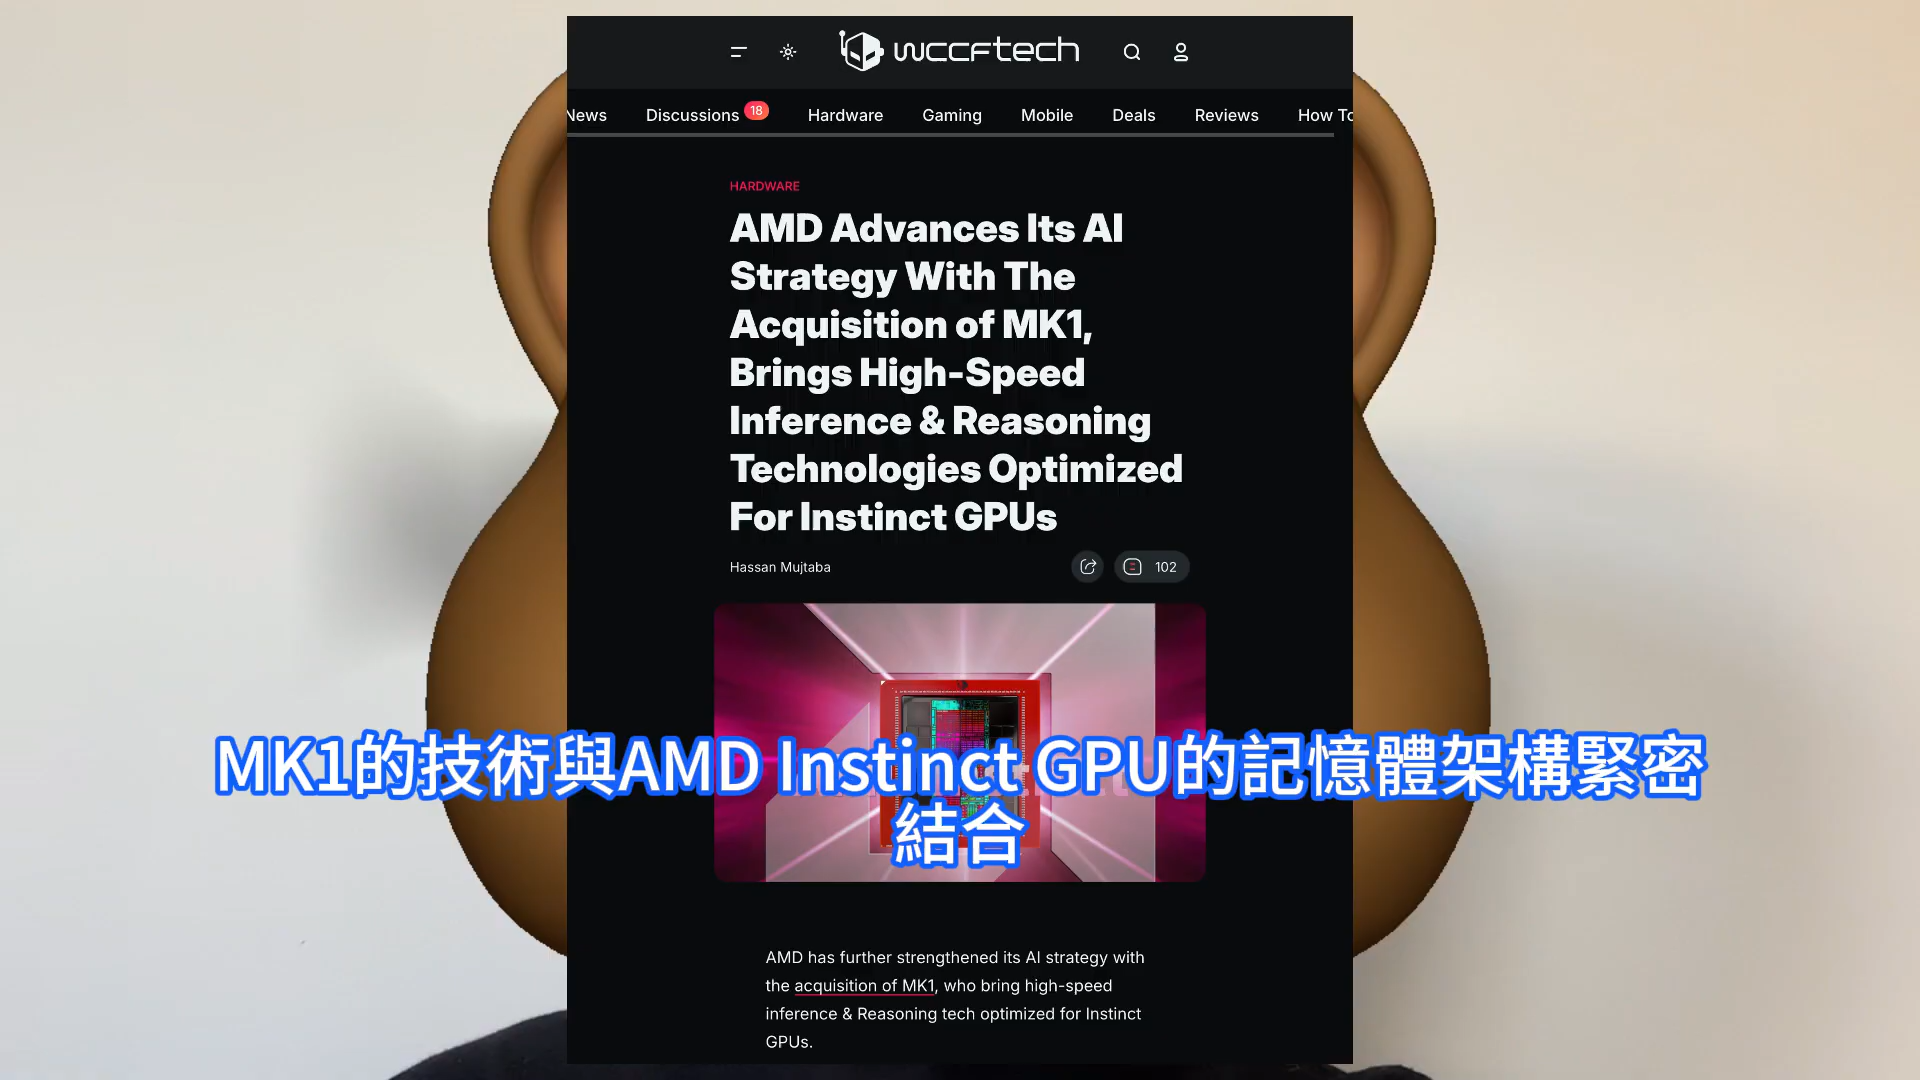 wccftech
News Discussions 18 Hardware Gaming Mobile Deals Reviews How To
HARDWARE
AMD Advances Its AI
Strategy With The
Acquisition of MK1,
Brings High-Speed
Inference & Reasoning
Technologies Optimized
For Instinct GPUs
Hassan Mujtaba 102
MK1的技術與AMD Instinct GPU的記憶體架構緊密
結合
AMD has further strengthened its AI strategy with
the acquisition of MK1, who bring high-speed
inference & Reasoning tech optimized for Instinct
GPUs.